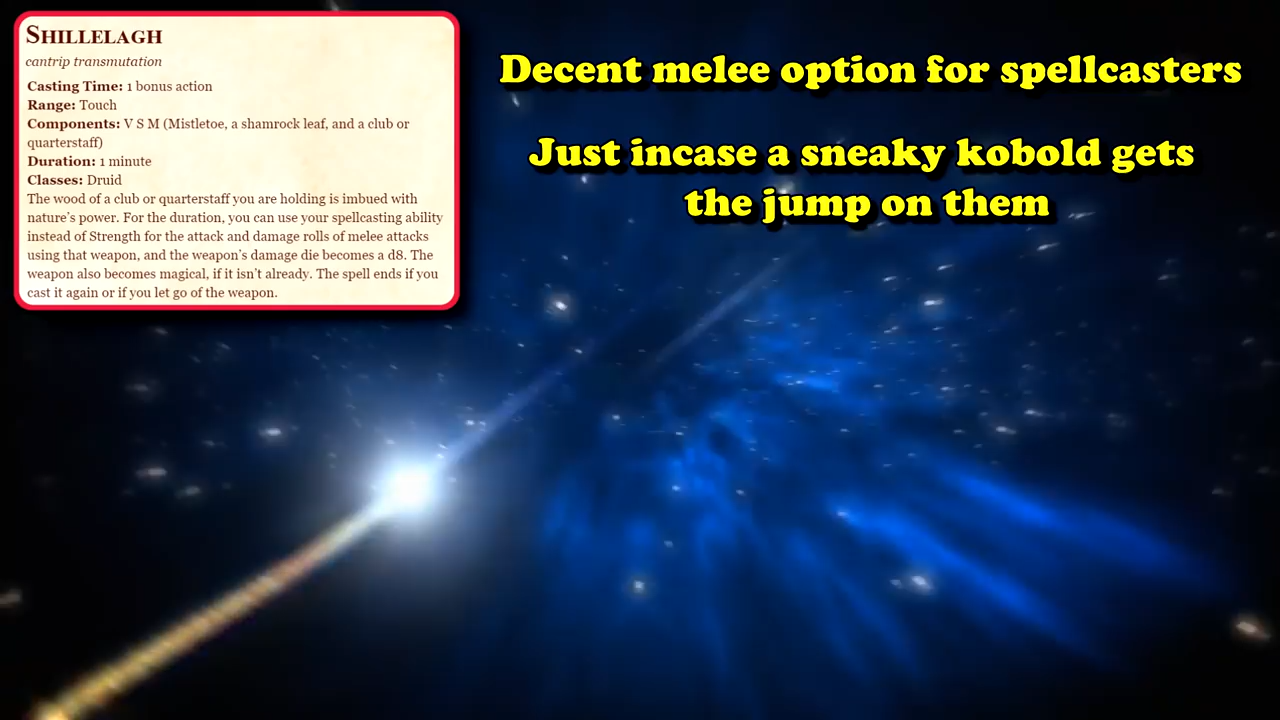 Shillelagh
cantrip transmutation
Casting Time: 1 bonus action
Range: Touch
Components: V S M (Mistletoe, a shamrock leaf, and a club or
quarterstaff)
Duration: 1 minute
Classes: Druid
The wood of a club or quarterstaff you are holding is imbued with
nature's power. For the duration, you can use your spellcasting ability
instead of Strength for the attack and damage rolls of melee attacks
using that weapon, and the weapon's damage die becomes a d8. The
weapon also becomes magical, if it isn't already. The spell ends if you
cast it again or if you let go of the weapon.
Decent melee option for spellcasters
Just incase a sneaky kobold gets
the jump on them